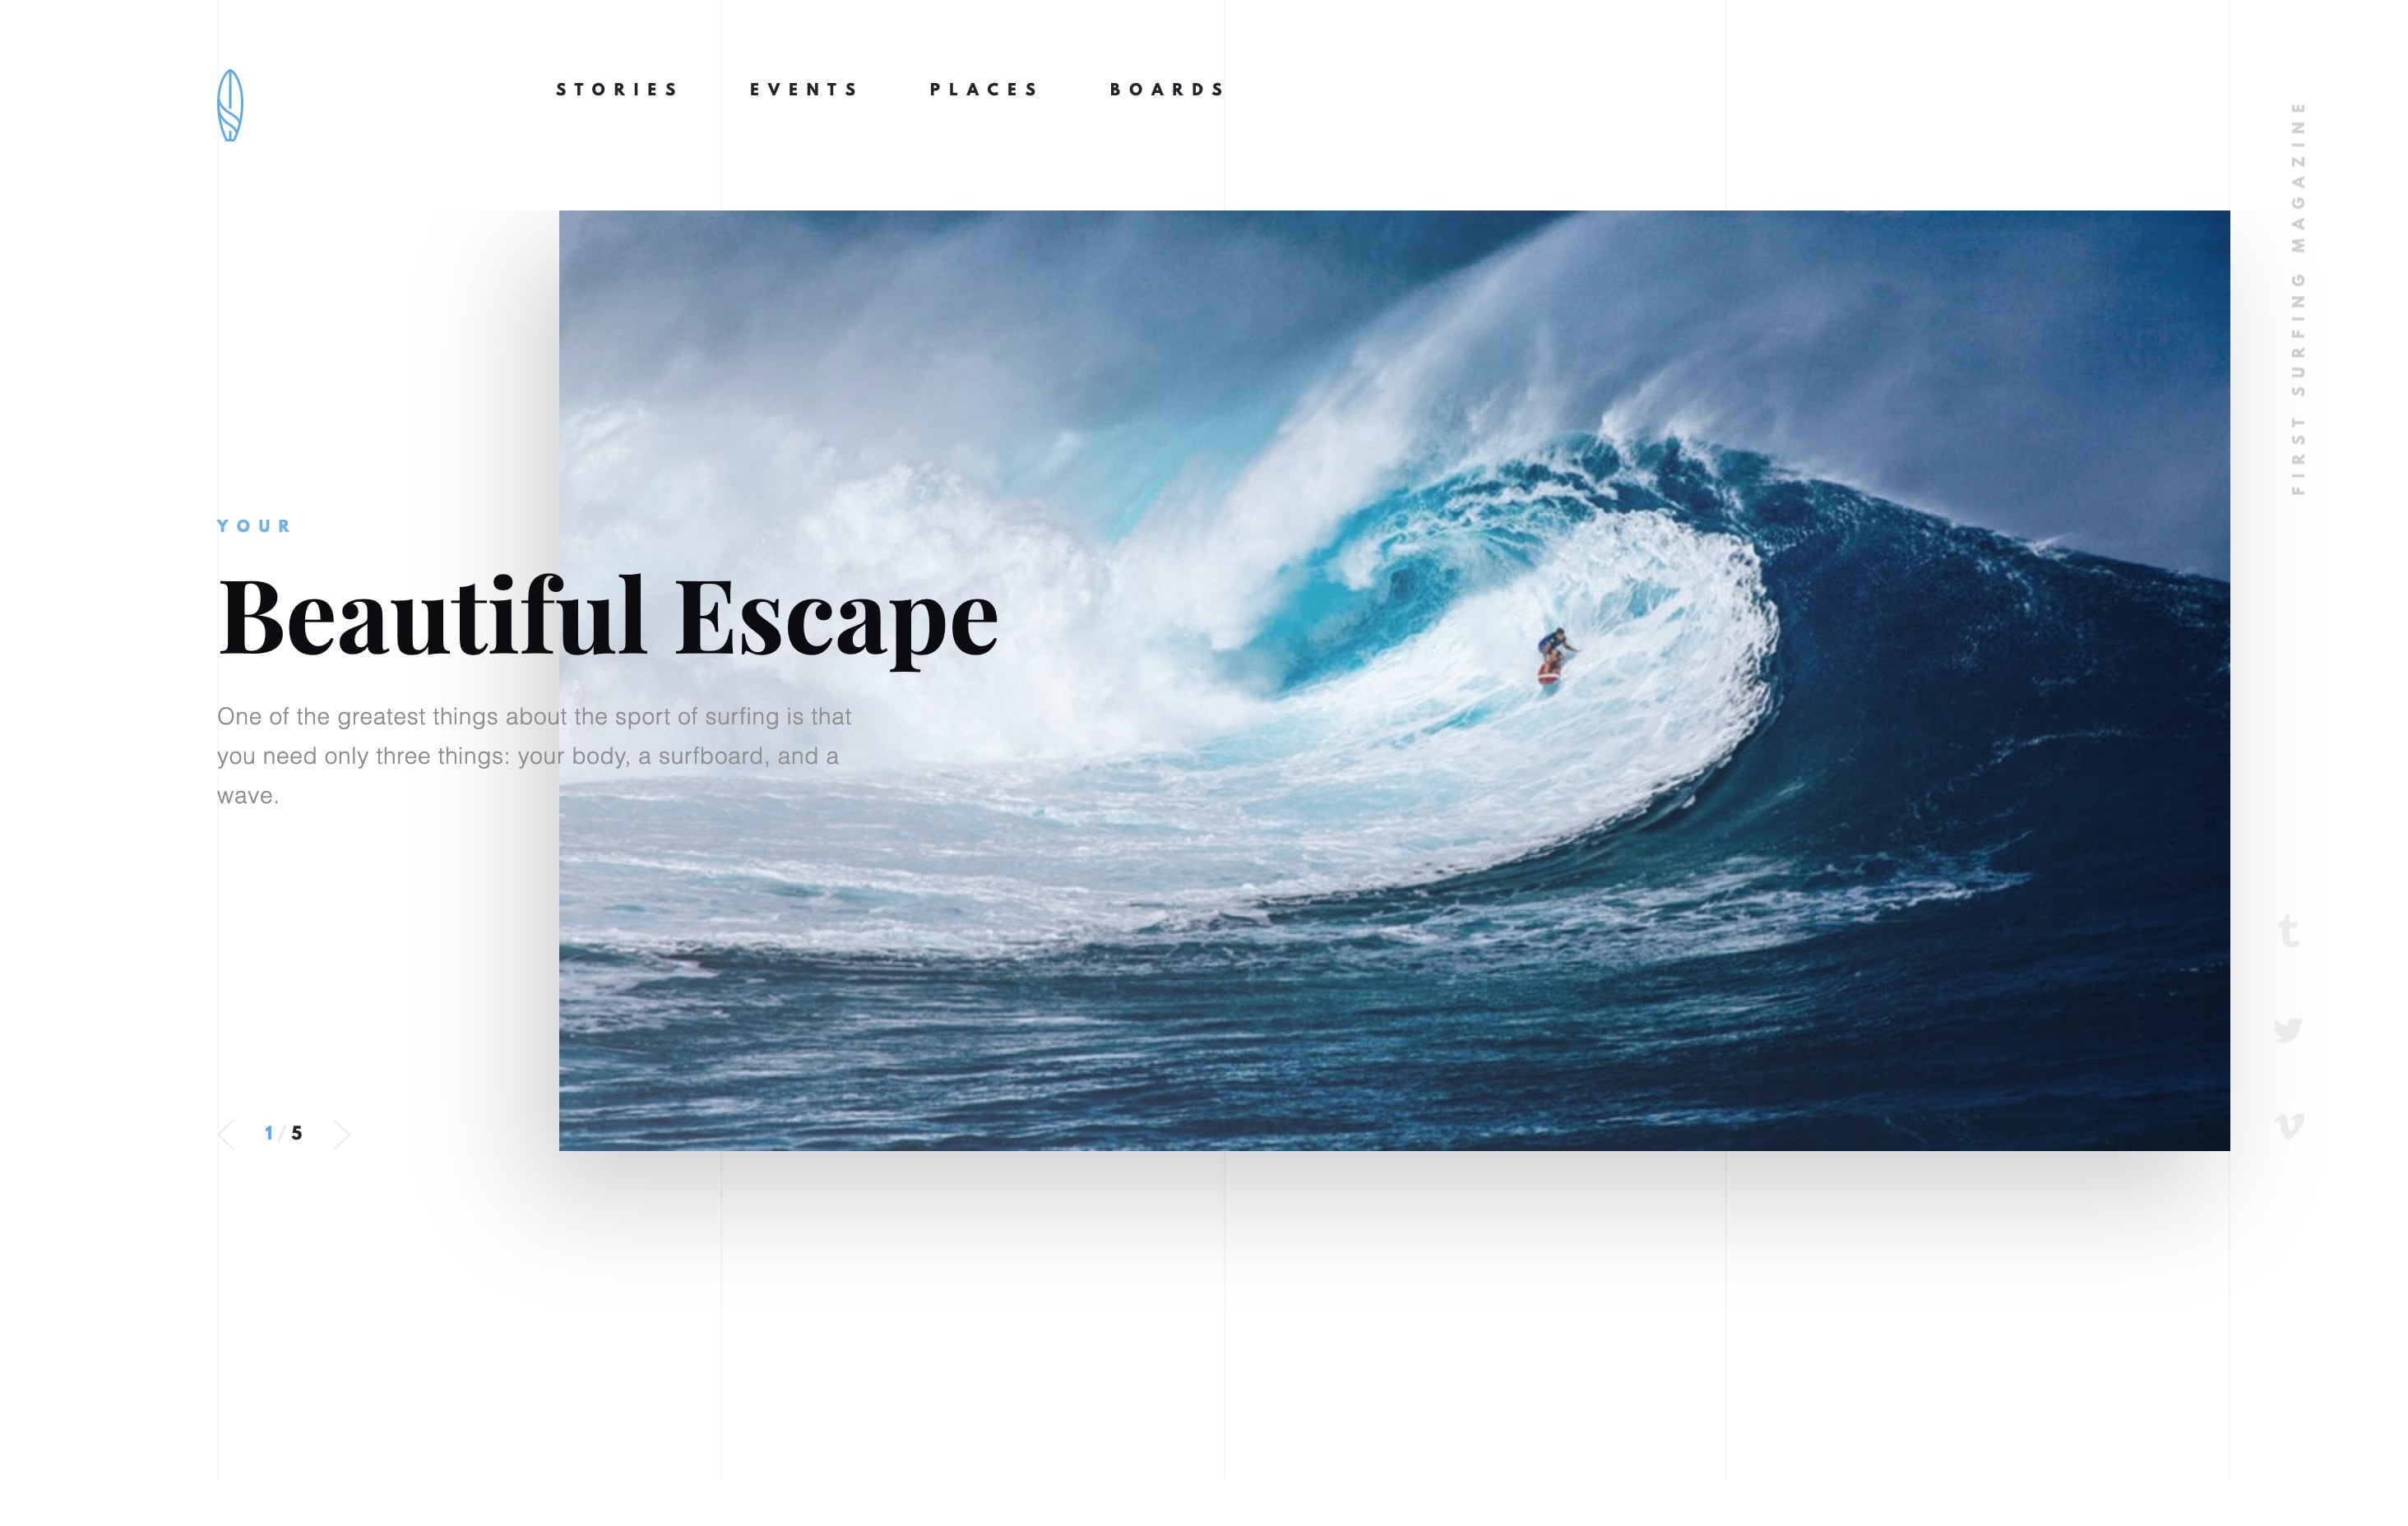 STORIES EVENTS PLACES BOARDS
FIRST SURFING MAGAZINE
YOUR
Beautiful Escape
One of the greatest things about the sport of surfing is that
you need only three things: your body, a surfboard, and a
wave.
1/5